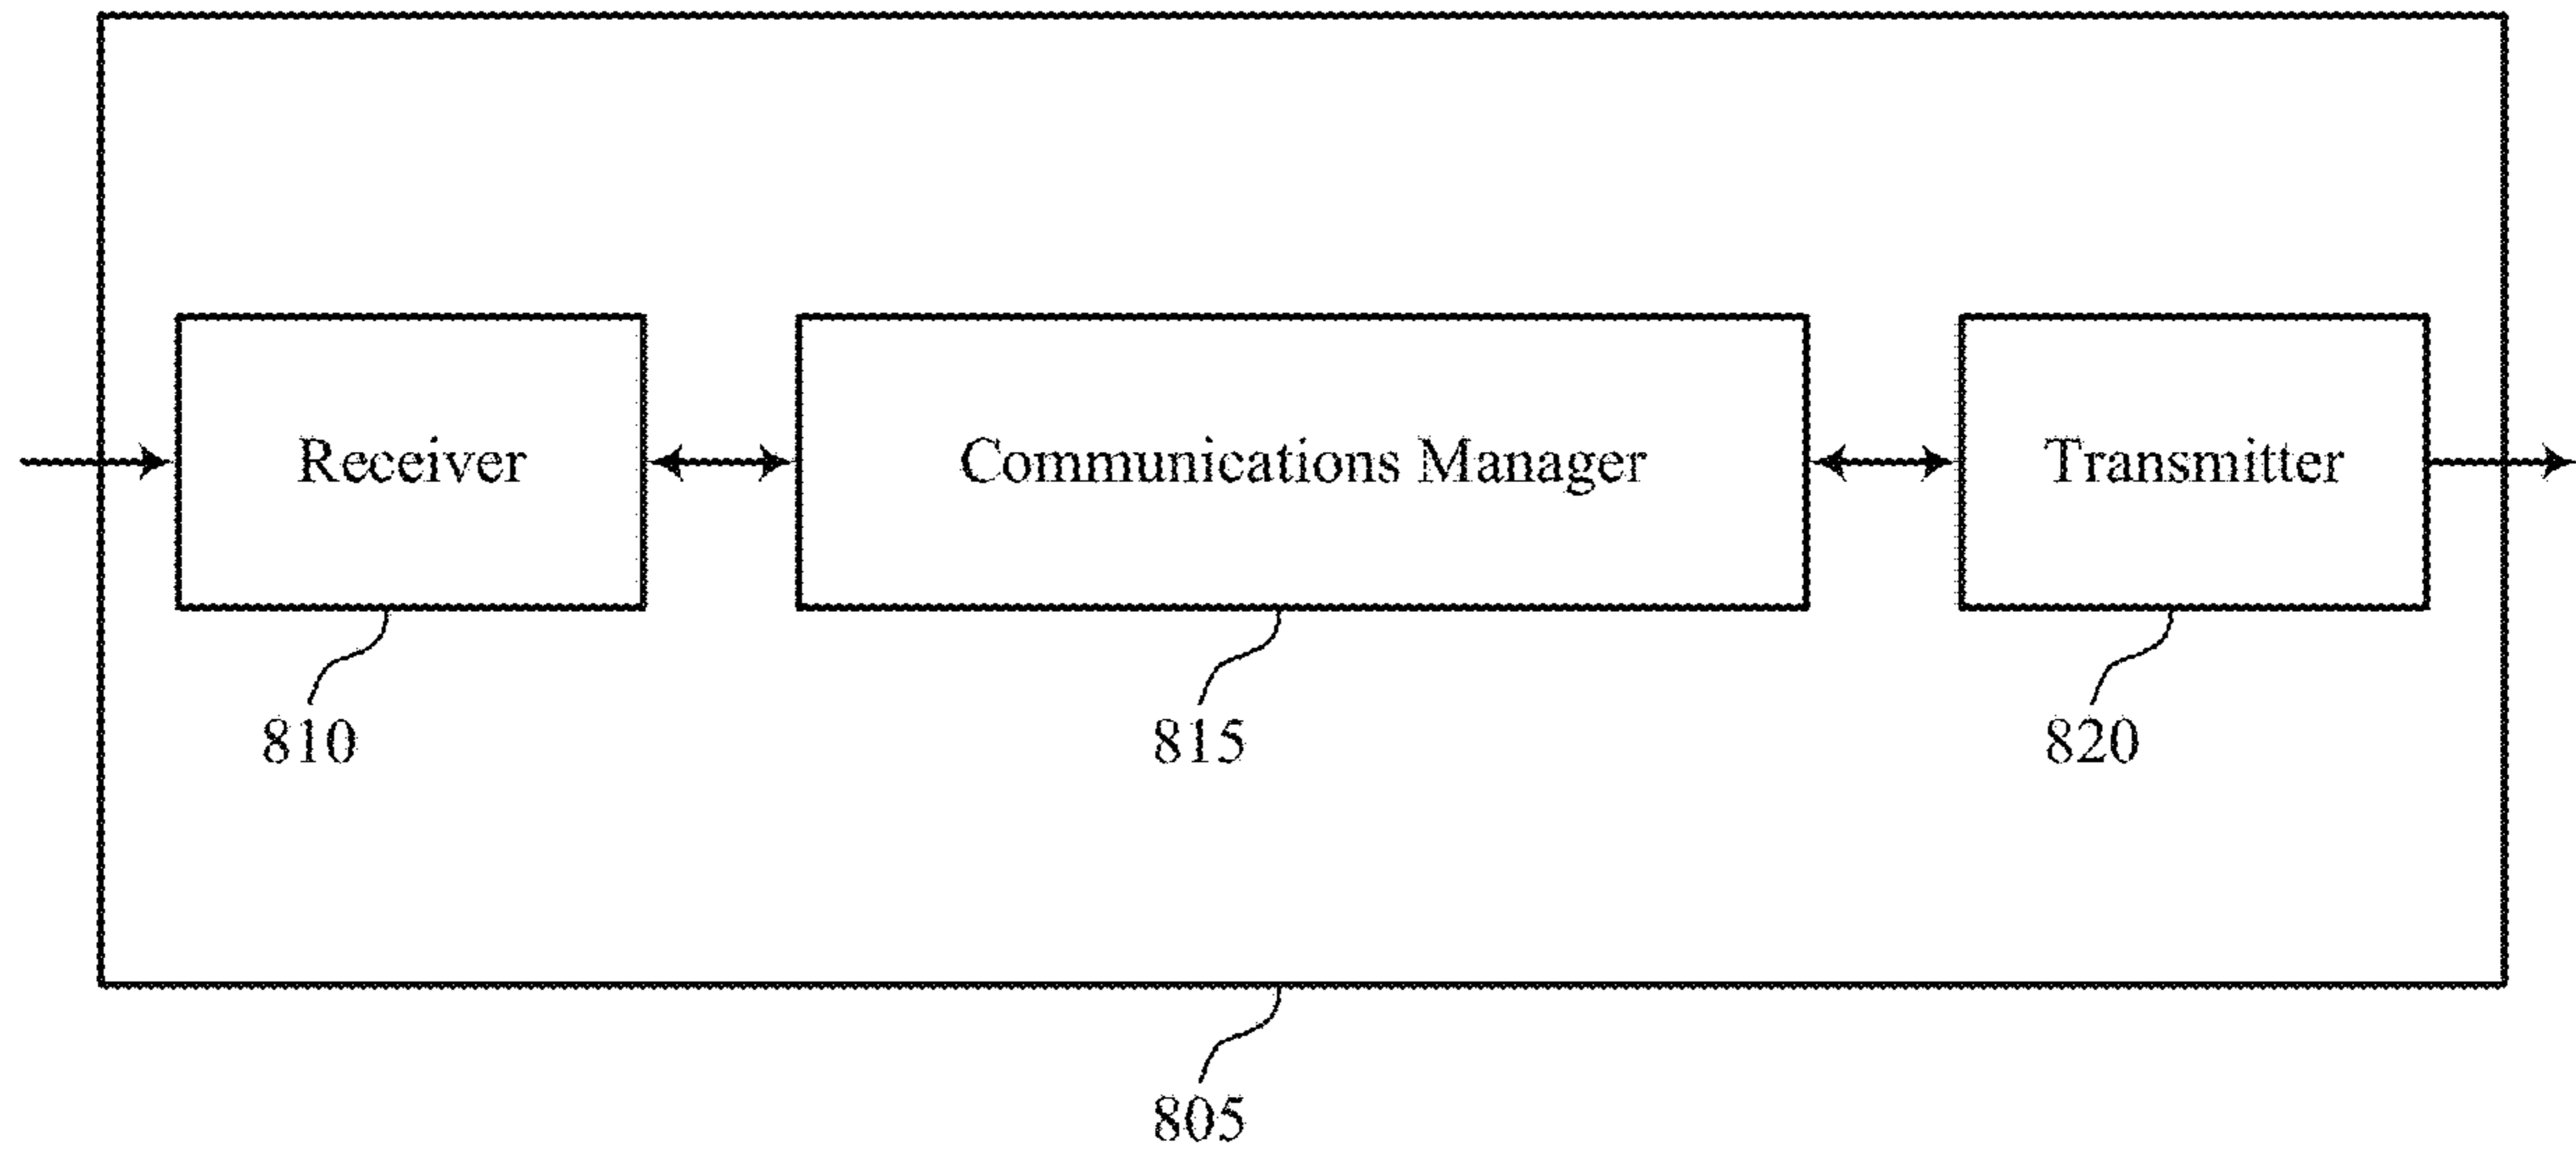 Receiver
Communications Manager
Transmitter
810
815
820
805